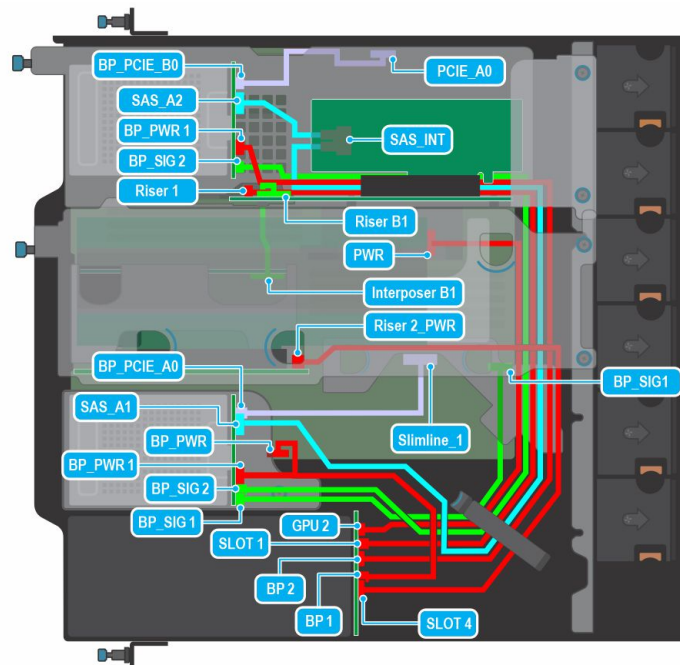 BP_PCIE_B0
PCIE_A0
SAS_A2
BP_PWR 1
SAS_INT
BP_SIG 2
Riser 1
Riser B1
PWR
Interposer B1
Riser 2_PWR
BP_PCIE_A0
BP_SIG1
SAS_A1
Slimline_1
BP_PWR
BP_PWR 1
BP_SIG 2
BP_SIG 1
GPU 2
SLOT 1
BP 2
BP 1
SLOT 4